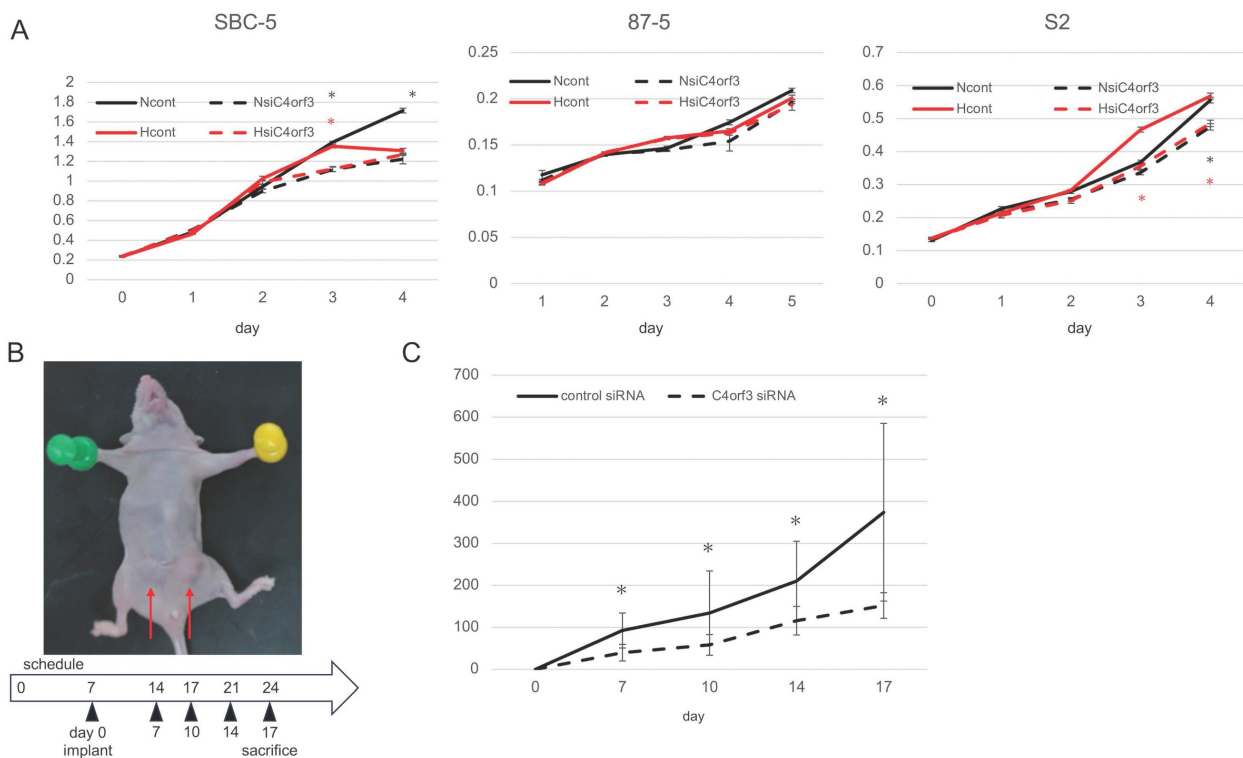 A
SBC-5
2
1.8
1.6
1.4
1.2
1
0.8
0.6
0.4
0.2
0
Ncont NsiC4orf3
Hcont HsiC4orf3
* *
*
0 1 2 3 4
day
87-5
0.25
0.2
0.15
0.1
0.05
0
Ncont NsiC4orf3
Hcont HsiC4orf3
1 2 3 4 5
day
S2
0.7
0.6
0.5
0.4
0.3
0.2
0.1
0
Ncont NsiC4orf3
Hcont HsiC4orf3
*
* *
0 1 2 3 4
day
B
schedule
0 7 14 17 21 24
day 0 7 10 14 17
implant sacrifice
C
700
600
500
400
300
200
100
0
control siRNA C4orf3 siRNA
* * * *
0 7 10 14 17
day